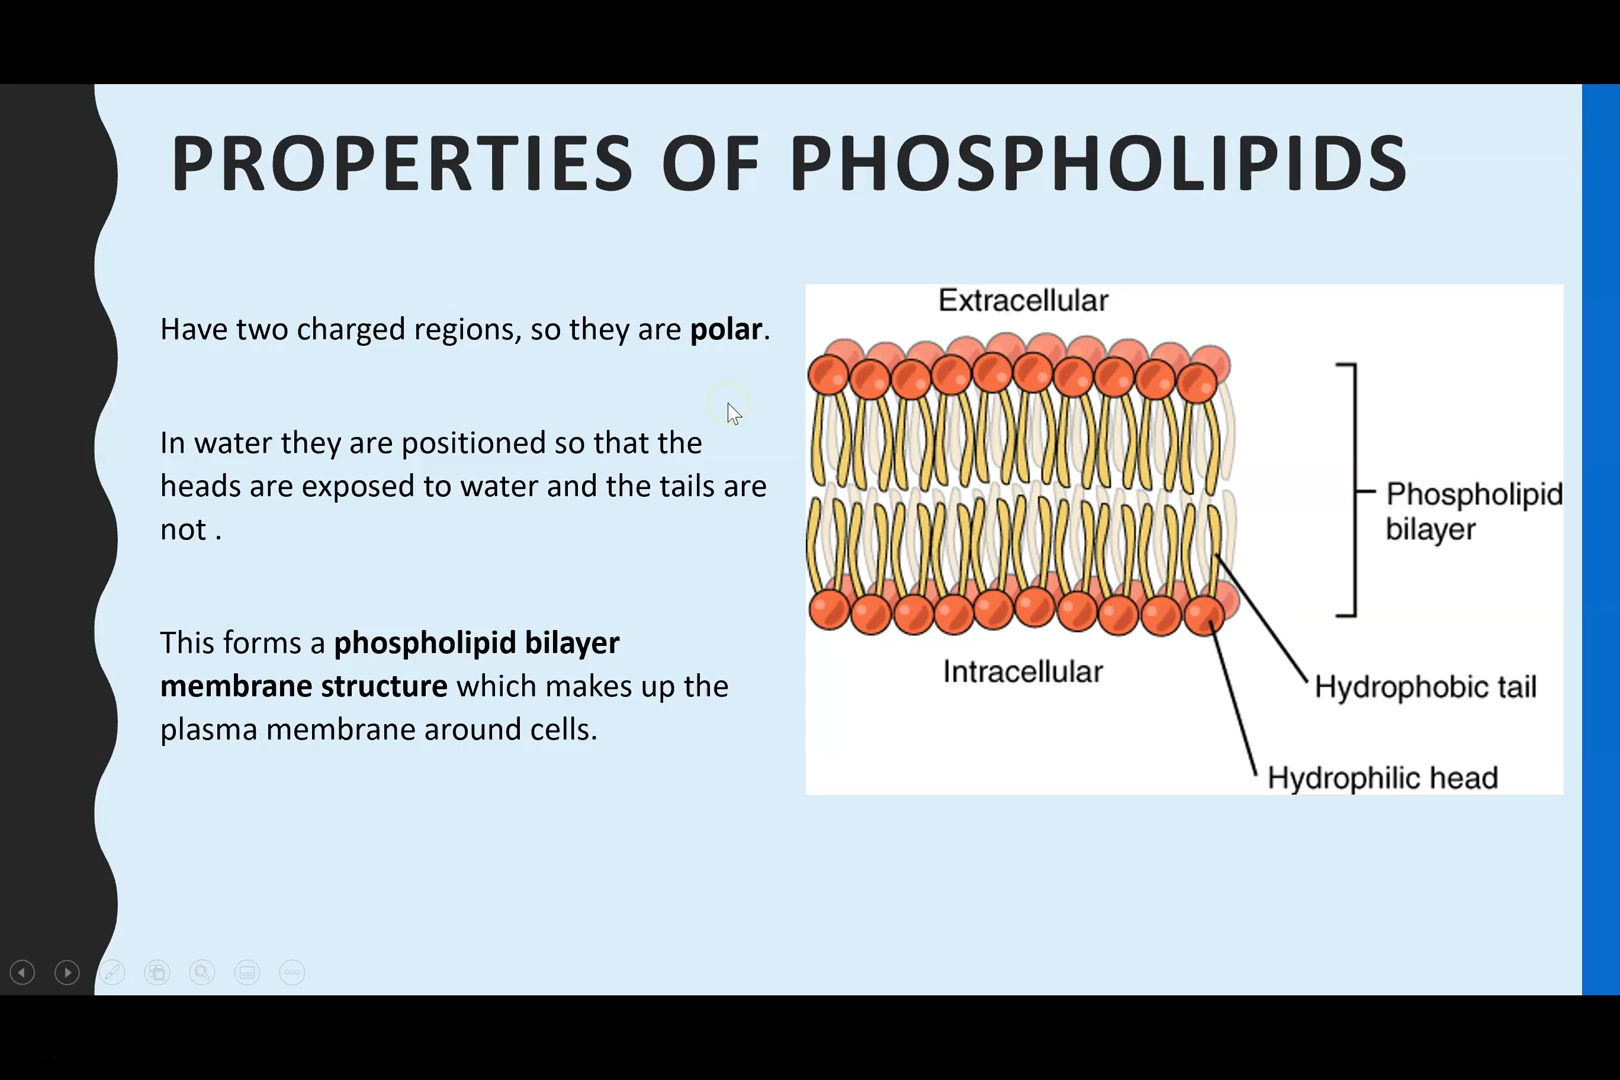 PROPERTIES OF PHOSPHOLIPIDS
Have two charged regions, so they are polar.
In water they are positioned so that the
heads are exposed to water and the tails are
not .
This forms a phospholipid bilayer
membrane structure which makes up the
plasma membrane around cells.
Extracellular
Phospholipid
bilayer
Intracellular
Hydrophobic tail
Hydrophilic head